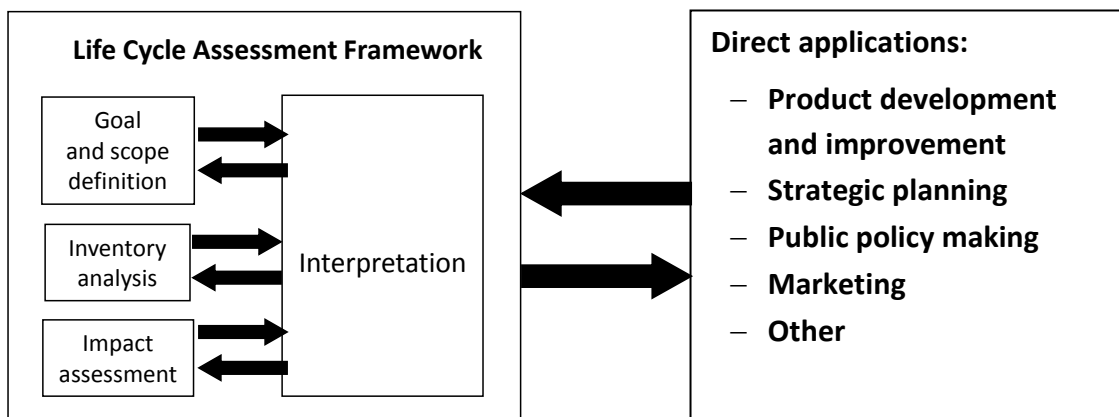 Life Cycle Assessment Framework
Goal
and scope
definition
Inventory
analysis
Impact
assessment
Interpretation
Direct applications:
– Product development
and improvement
– Strategic planning
– Public policy making
– Marketing
– Other